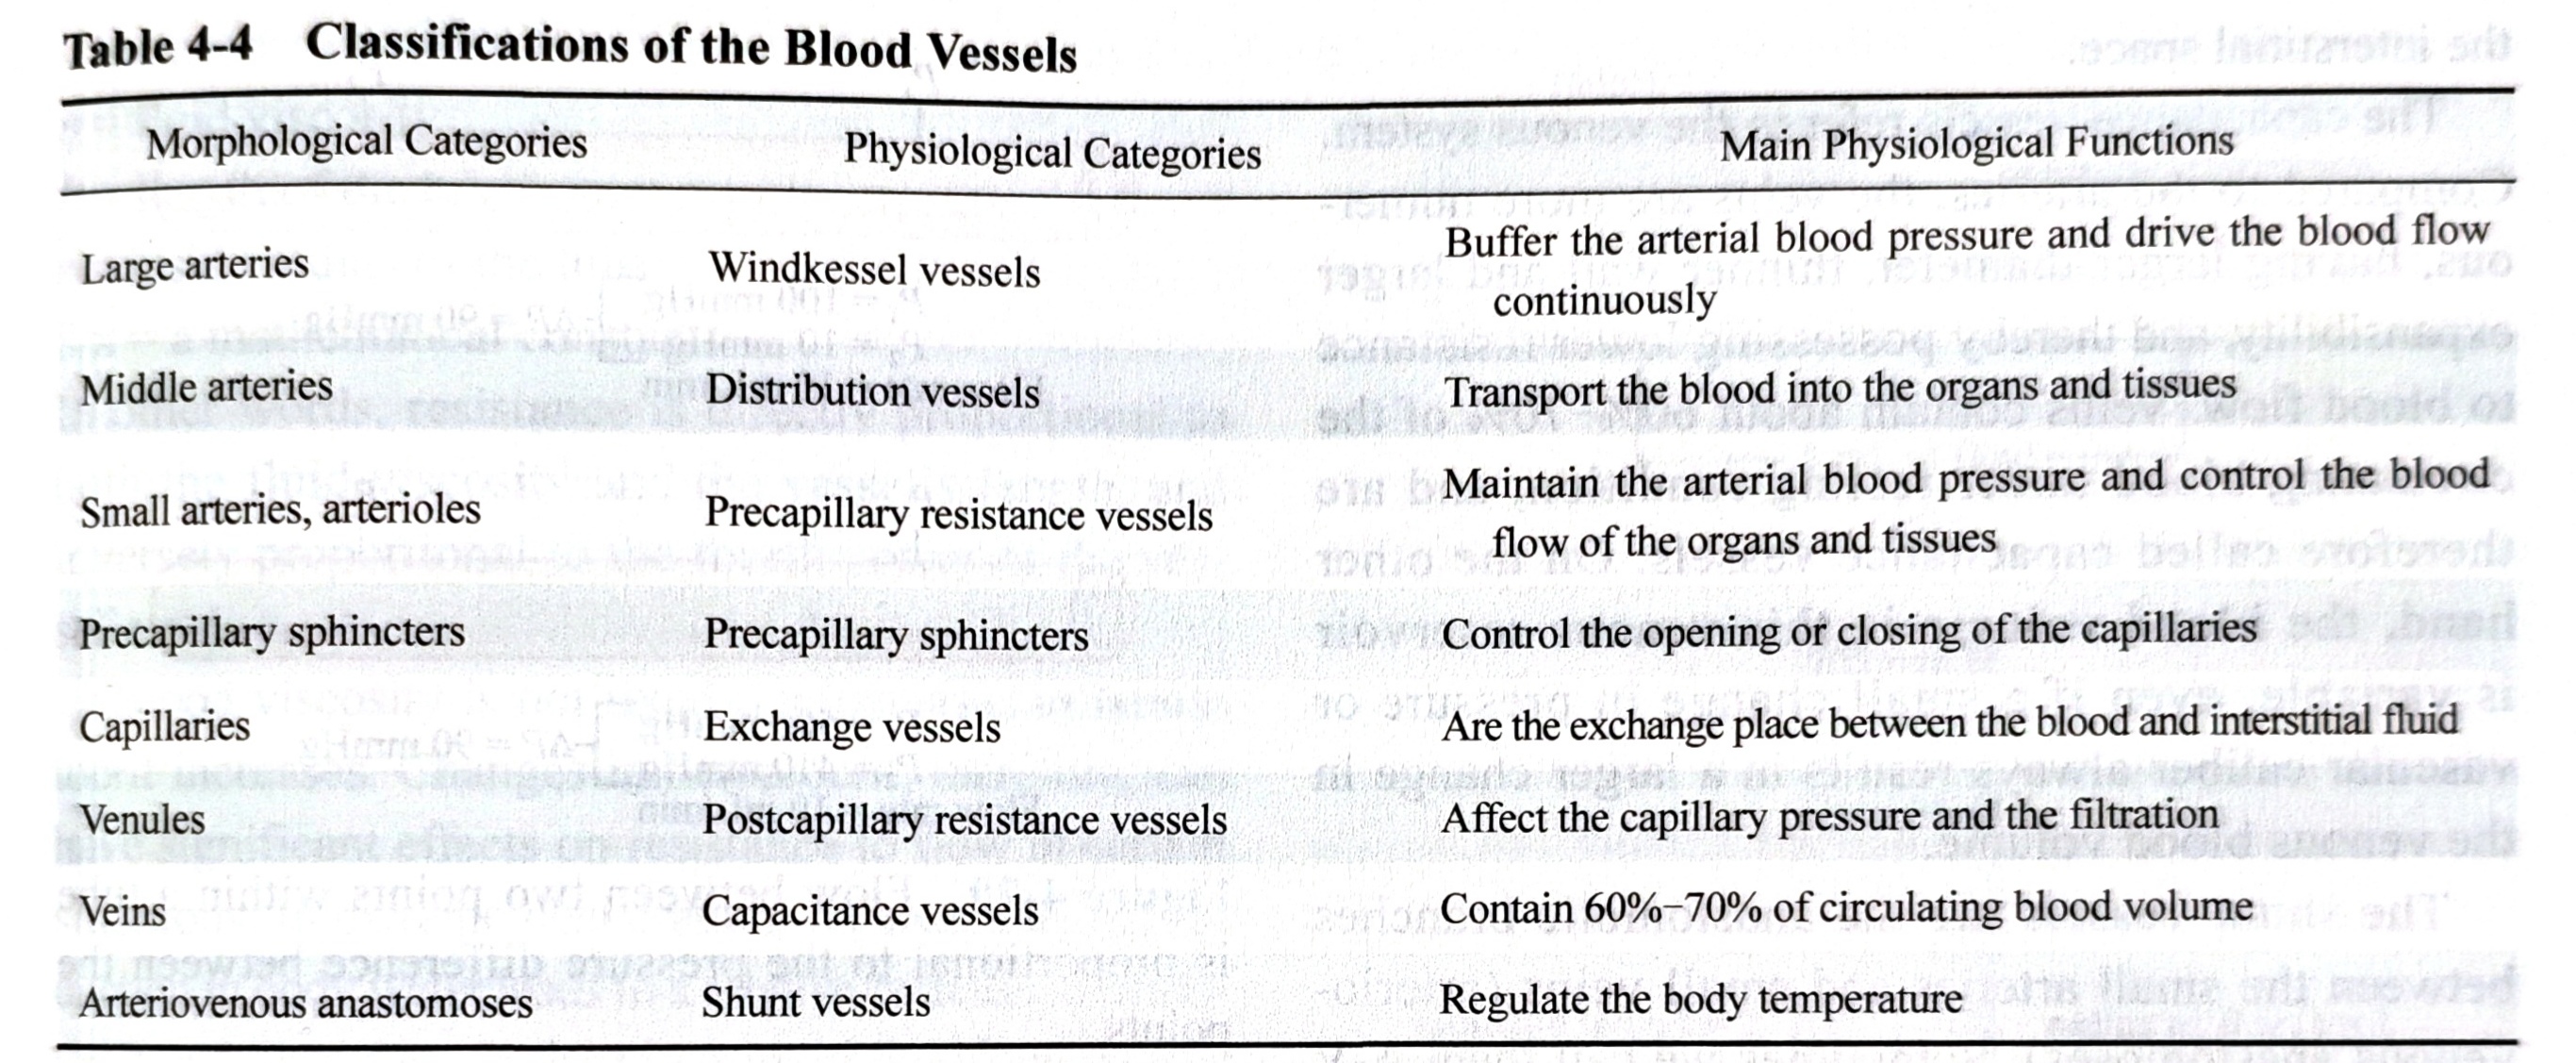 Table 4-4 Classifications of the Blood Vessels
Morphological Categories Physiological Categories Main Physiological Functions
Large arteries Windkessel vessels Buffer the arterial blood pressure and drive the blood flow
continuously
Middle arteries Distribution vessels Transport the blood into the organs and tissues
Small arteries, arterioles Precapillary resistance vessels Maintain the arterial blood pressure and control the blood
flow of the organs and tissues
Precapillary sphincters Precapillary sphincters Control the opening or closing of the capillaries
Capillaries Exchange vessels Are the exchange place between the blood and interstitial fluid
Venules Postcapillary resistance vessels Affect the capillary pressure and the filtration
Veins Capacitance vessels Contain 60%–70% of circulating blood volume
Arteriovenous anastomoses Shunt vessels Regulate the body temperature